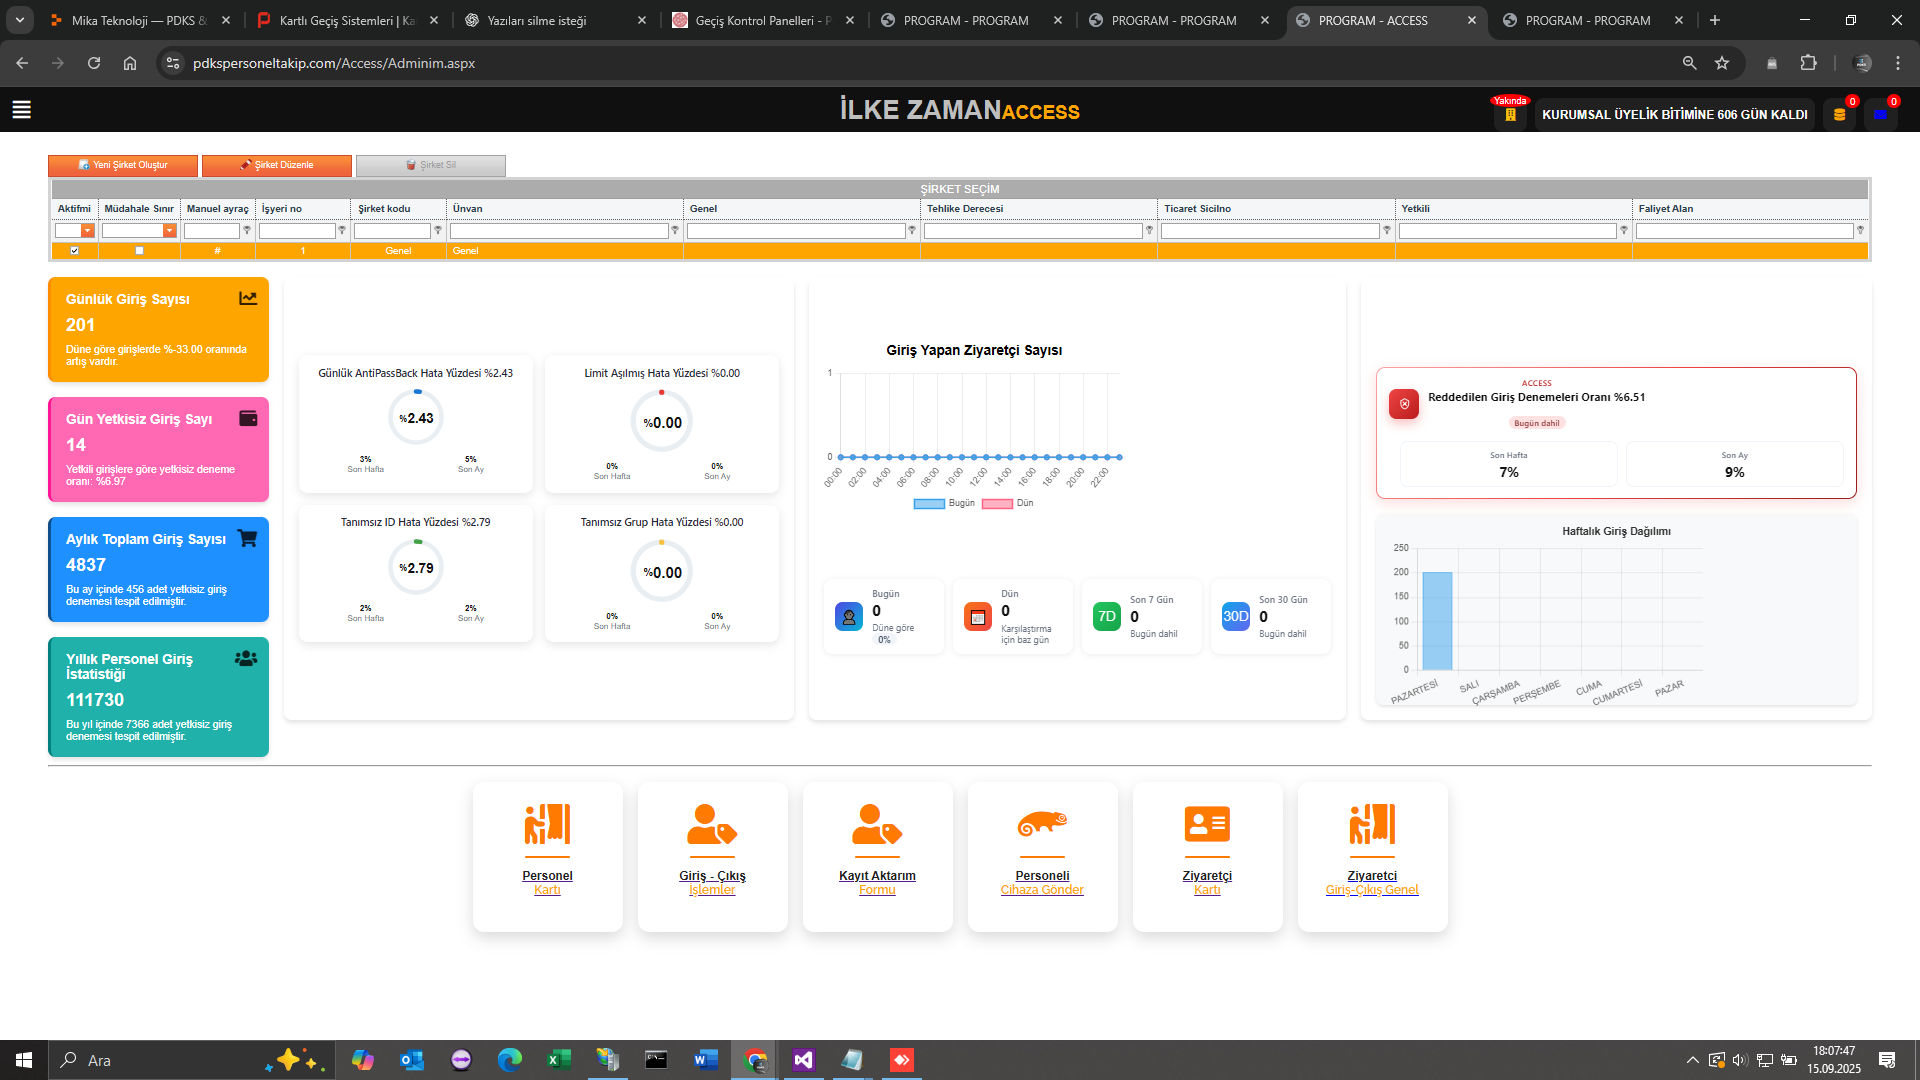 Mika Teknoloji — PDKS &
Kartlı Geçiş Sistemleri | Ka
Yazıları silme isteği
Geçiş Kontrol Panelleri - P
PROGRAM - PROGRAM
PROGRAM - PROGRAM
PROGRAM - ACCESS
PROGRAM - PROGRAM
pdkspersoneltakip.com/Access/Adminim.aspx
İLKE ZAMANACCESS
Yakında
KURUMSAL ÜYELİK BİTİMİNE 606 GÜN KALDI
0
0
Yeni Şirket Oluştur
Şirket Düzenle
Şirket Sil
ŞİRKET SEÇİM
Aktifmi Müdahale Sınır Manuel ayraç İşyeri no Şirket kodu Ünvan Genel Tehlike Derecesi Ticaret Sicilno Yetkili Faliyet Alan
# 1 Genel Genel
Günlük Giriş Sayısı
201
Düne göre girişlerde %-33.00 oranında
artış vardır.
Gün Yetkisiz Giriş Sayı
14
Yetkili girişlere göre yetkisiz deneme
oranı: %6.97
Aylık Toplam Giriş Sayısı
4837
Bu ay içinde 456 adet yetkisiz giriş
denemesi tespit edilmiştir.
Yıllık Personel Giriş
İstatistiği
111730
Bu yıl içinde 7366 adet yetkisiz giriş
denemesi tespit edilmiştir.
Günlük AntiPassBack Hata Yüzdesi %2.43
%2.43
3% 5%
Son Hafta Son Ay
Limit Aşılmış Hata Yüzdesi %0.00
%0.00
0% 0%
Son Hafta Son Ay
Tanımsız ID Hata Yüzdesi %2.79
%2.79
2% 2%
Son Hafta Son Ay
Tanımsız Grup Hata Yüzdesi %0.00
%0.00
0% 0%
Son Hafta Son Ay
Giriş Yapan Ziyaretçi Sayısı
1
0
00:00 02:00 04:00 06:00 08:00 10:00 12:00 14:00 16:00 18:00 20:00 22:00
Bugün Dün
Bugün
0
Düne göre
0%
Dün
0
Karşılaştırma
için baz gün
7D
Son 7 Gün
0
Bugün dahil
30D
Son 30 Gün
0
Bugün dahil
ACCESS
Reddedilen Giriş Denemeleri Oranı %6.51
Bugün dahil
Son Hafta
7%
Son Ay
9%
Haftalık Giriş Dağılımı
250
200
150
100
50
0
PAZARTESİ SALI ÇARŞAMBA PERŞEMBE CUMA CUMARTESİ PAZAR
Personel
Kartı
Giriş - Çıkış
İşlemler
Kayıt Aktarım
Formu
Personeli
Cihaza Gönder
Ziyaretçi
Kartı
Ziyaretci
Giriş-Çıkış Genel
Ara
18:07:47
15.09.2025